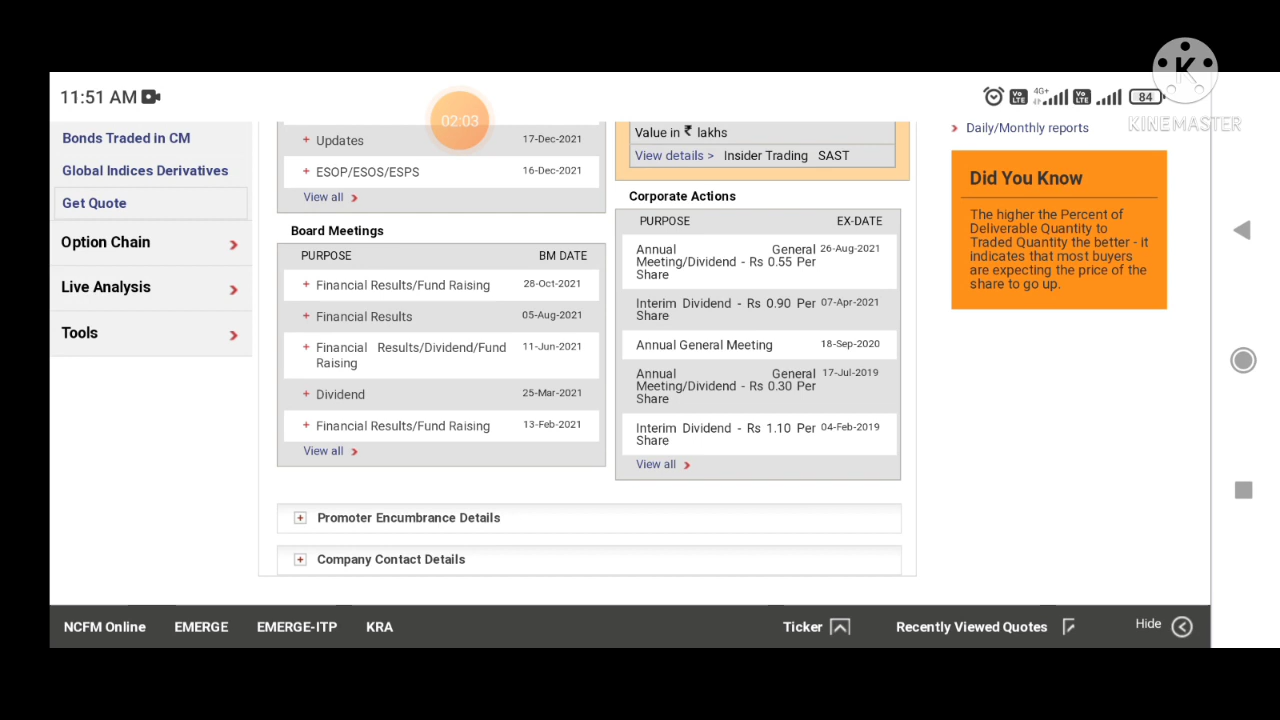 11:51 AM
02:03
4G+
Vo LTE
Vo LTE
84
K
KINEMASTER
Bonds Traded in CM
Global Indices Derivatives
Get Quote
Option Chain
Live Analysis
Tools
+ Updates 17-Dec-2021
+ ESOP/ESOS/ESPS 16-Dec-2021
View all
Board Meetings
PURPOSE BM DATE
+ Financial Results/Fund Raising 28-Oct-2021
+ Financial Results 05-Aug-2021
+ Financial Results/Dividend/Fund 11-Jun-2021
Raising
+ Dividend 25-Mar-2021
+ Financial Results/Fund Raising 13-Feb-2021
View all
Value in ₹ lakhs
View details > Insider Trading SAST
Corporate Actions
PURPOSE EX-DATE
Annual General 26-Aug-2021
Meeting/Dividend - Rs 0.55 Per
Share
Interim Dividend - Rs 0.90 Per 07-Apr-2021
Share
Annual General Meeting 18-Sep-2020
Annual General 17-Jul-2019
Meeting/Dividend - Rs 0.30 Per
Share
Interim Dividend - Rs 1.10 Per 04-Feb-2019
Share
View all
Daily/Monthly reports
Did You Know
The higher the Percent of
Deliverable Quantity to
Traded Quantity the better - it
indicates that most buyers
are expecting the price of the
share to go up.
+ Promoter Encumbrance Details
+ Company Contact Details
NCFM Online EMERGE EMERGE-ITP KRA Ticker Recently Viewed Quotes Hide